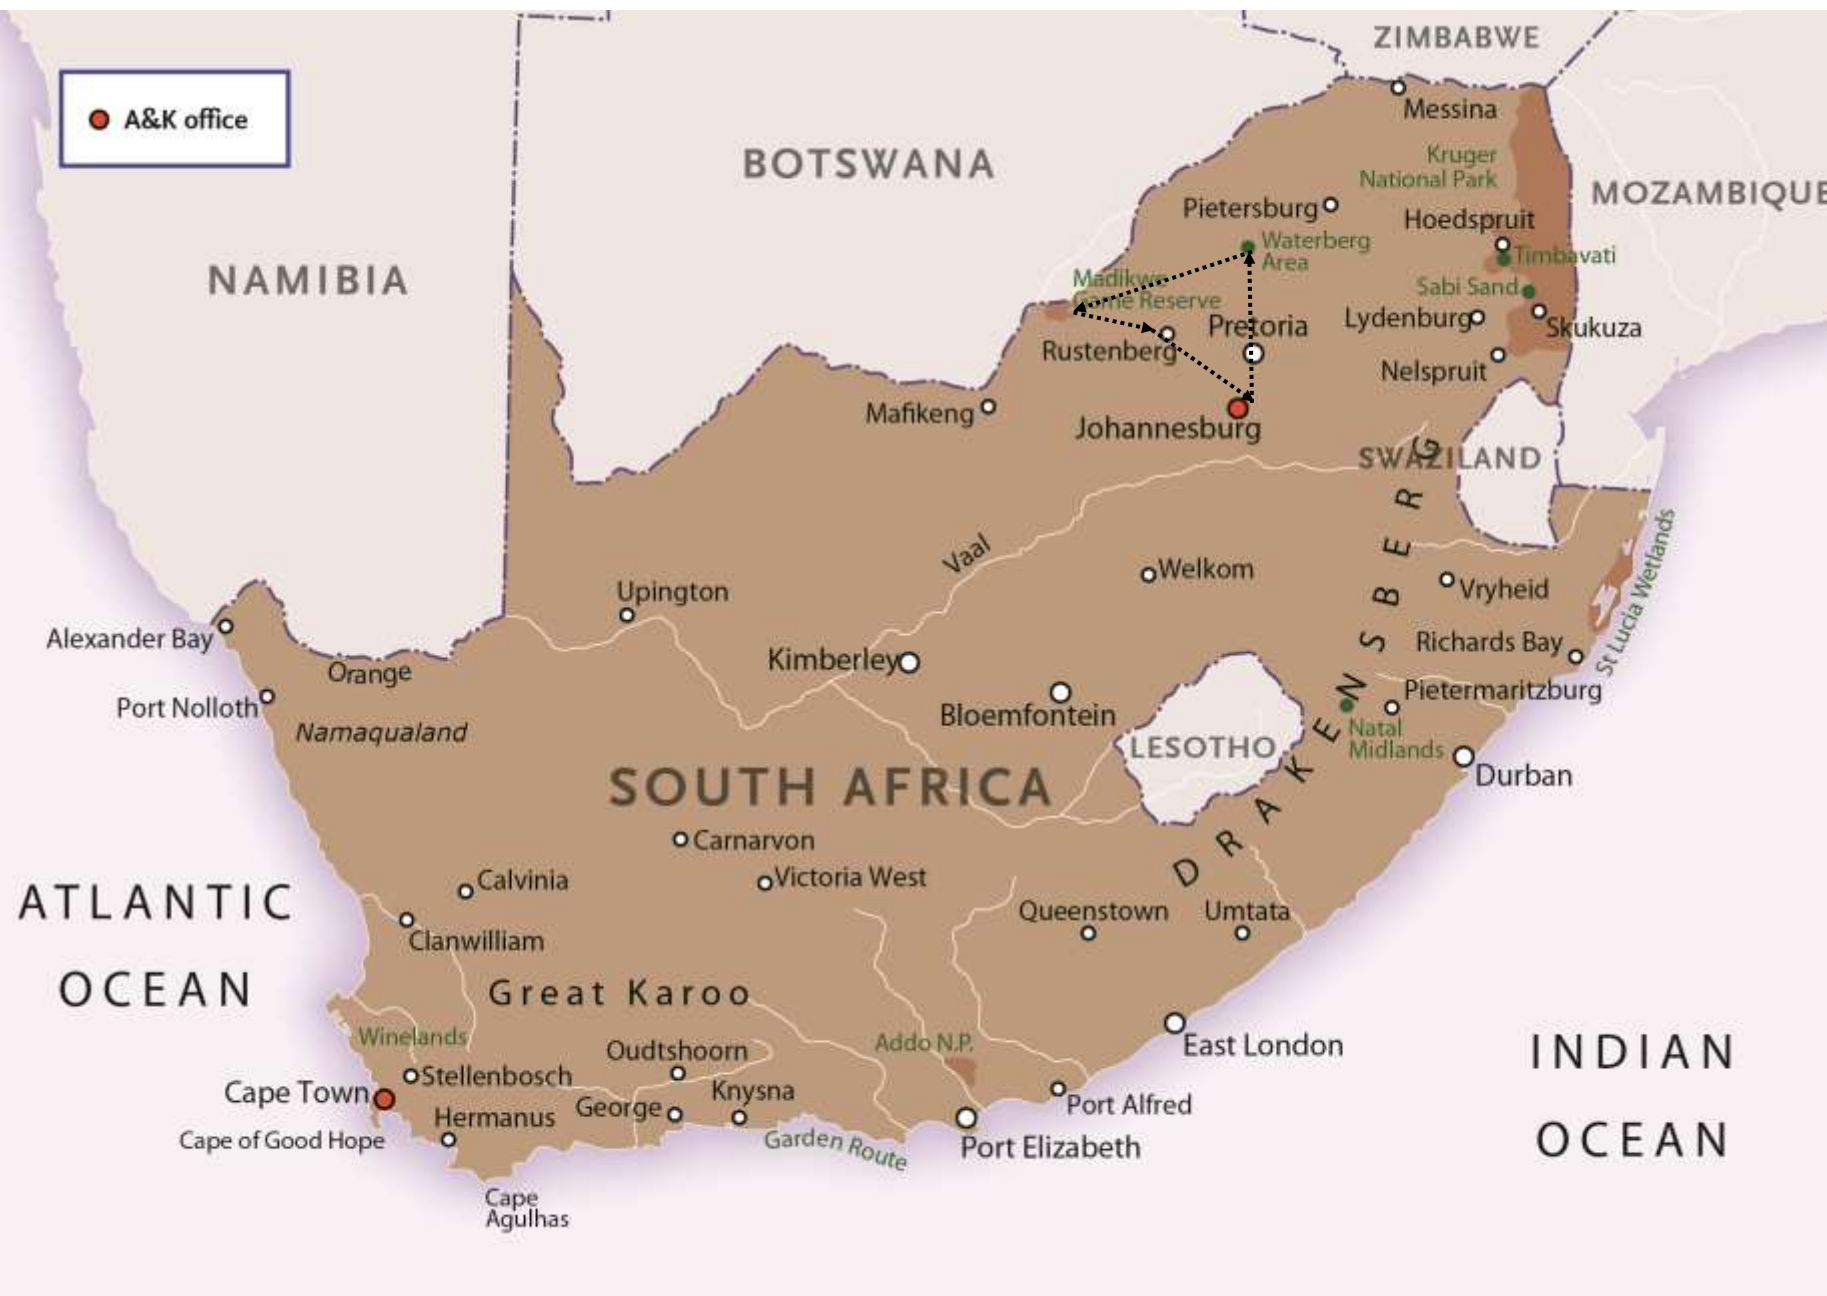 ZIMBABWE
A&K office
Messina
BOTSWANA
Kruger
National Park
MOZAMBIQUE
Pietersburg
Hoedspruit
Waterberg
Area
Timbavati
NAMIBIA
Madikwe
Game Reserve
Sabi Sand
Pretoria
Lydenburg
Skukuza
Rustenberg
Nelspruit
Mafikeng
Johannesburg
SWAZILAND
DRAKENSBERG
Vaal
Welkom
St Lucia Wetlands
Upington
Vryheid
Alexander Bay
Richards Bay
Orange
Kimberley
Port Nolloth
Pietermaritzburg
Namaqualand
Bloemfontein
Natal
Midlands
LESOTHO
Durban
SOUTH AFRICA
Carnarvon
Calvinia
Victoria West
ATLANTIC
OCEAN
Queenstown
Umtata
Clanwilliam
Great Karoo
Winelands
Addo N.P.
East London
INDIAN
OCEAN
Oudtshoorn
Stellenbosch
Cape Town
Knysna
George
Port Alfred
Hermanus
Cape of Good Hope
Garden Route
Port Elizabeth
Cape
Agulhas